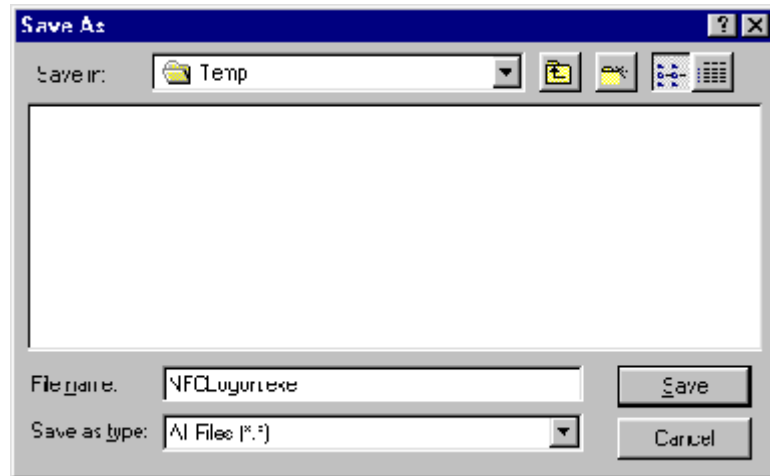 Save As
Save in: Temp
File name: NFCLogon.exe
Save as type: All Files (*.*)
Save
Cancel